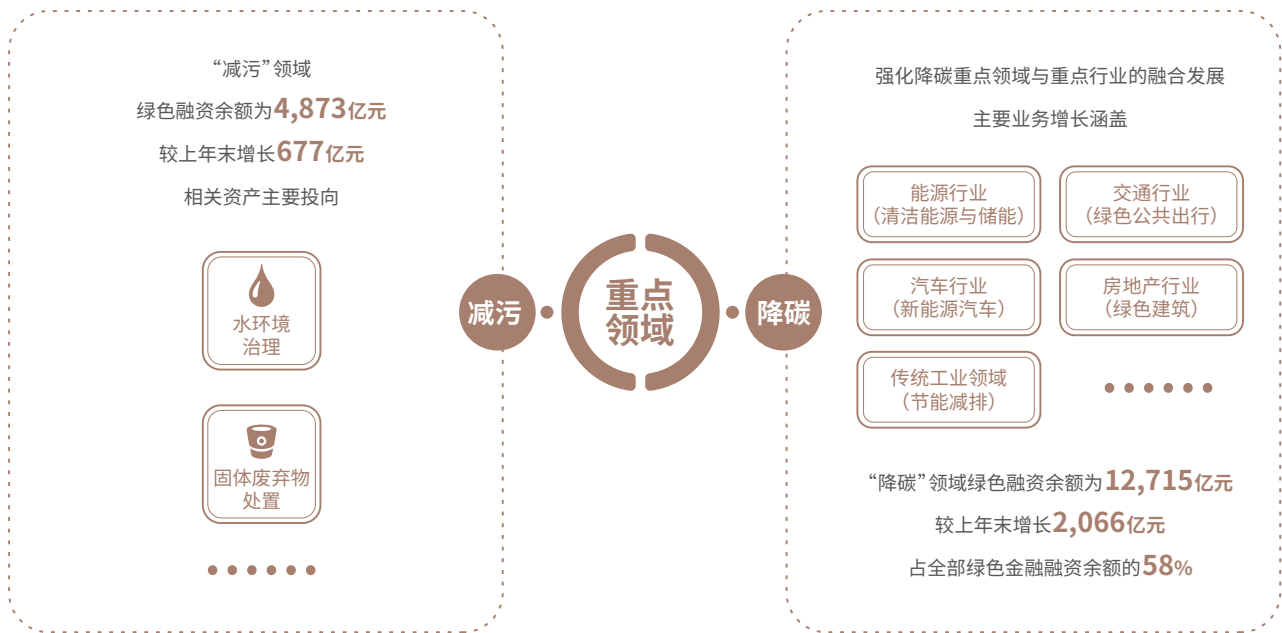 “减污”领域
绿色融资余额为4,873亿元
较上年末增长677亿元
相关资产主要投向
水环境
治理
固体废弃物
处置
减污
重点
领域
降碳
强化降碳重点领域与重点行业的融合发展
主要业务增长涵盖
能源行业
（清洁能源与储能）
交通行业
（绿色公共出行）
汽车行业
（新能源汽车）
房地产行业
（绿色建筑）
传统工业领域
（节能减排）
“降碳”领域绿色融资余额为12,715亿元
较上年末增长2,066亿元
占全部绿色金融融资余额的58%